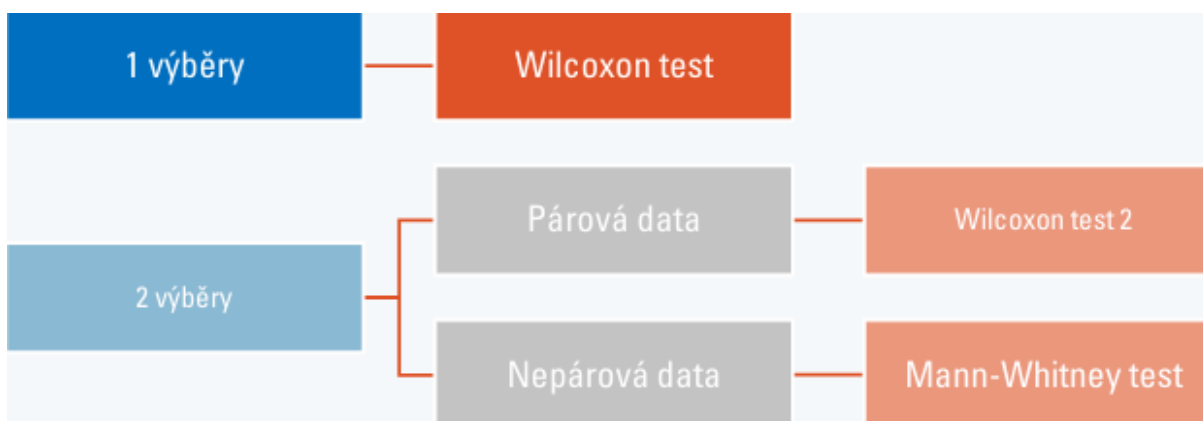 1 výběry
Wilcoxon test
Párová data
Wilcoxon test 2
2 výběry
Nepárová data
Mann-Whitney test